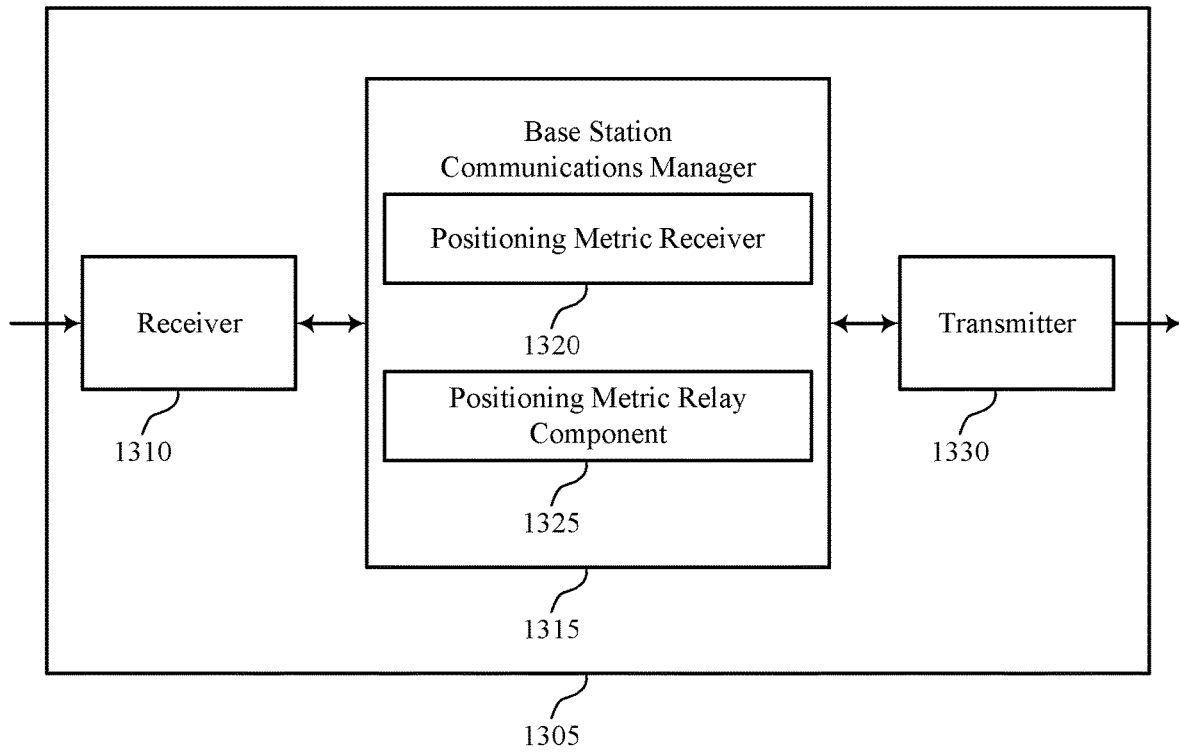 Base Station
Communications Manager
Positioning Metric Receiver
1320
Receiver
1310
Positioning Metric Relay
Component
1325
1315
Transmitter
1330
1305